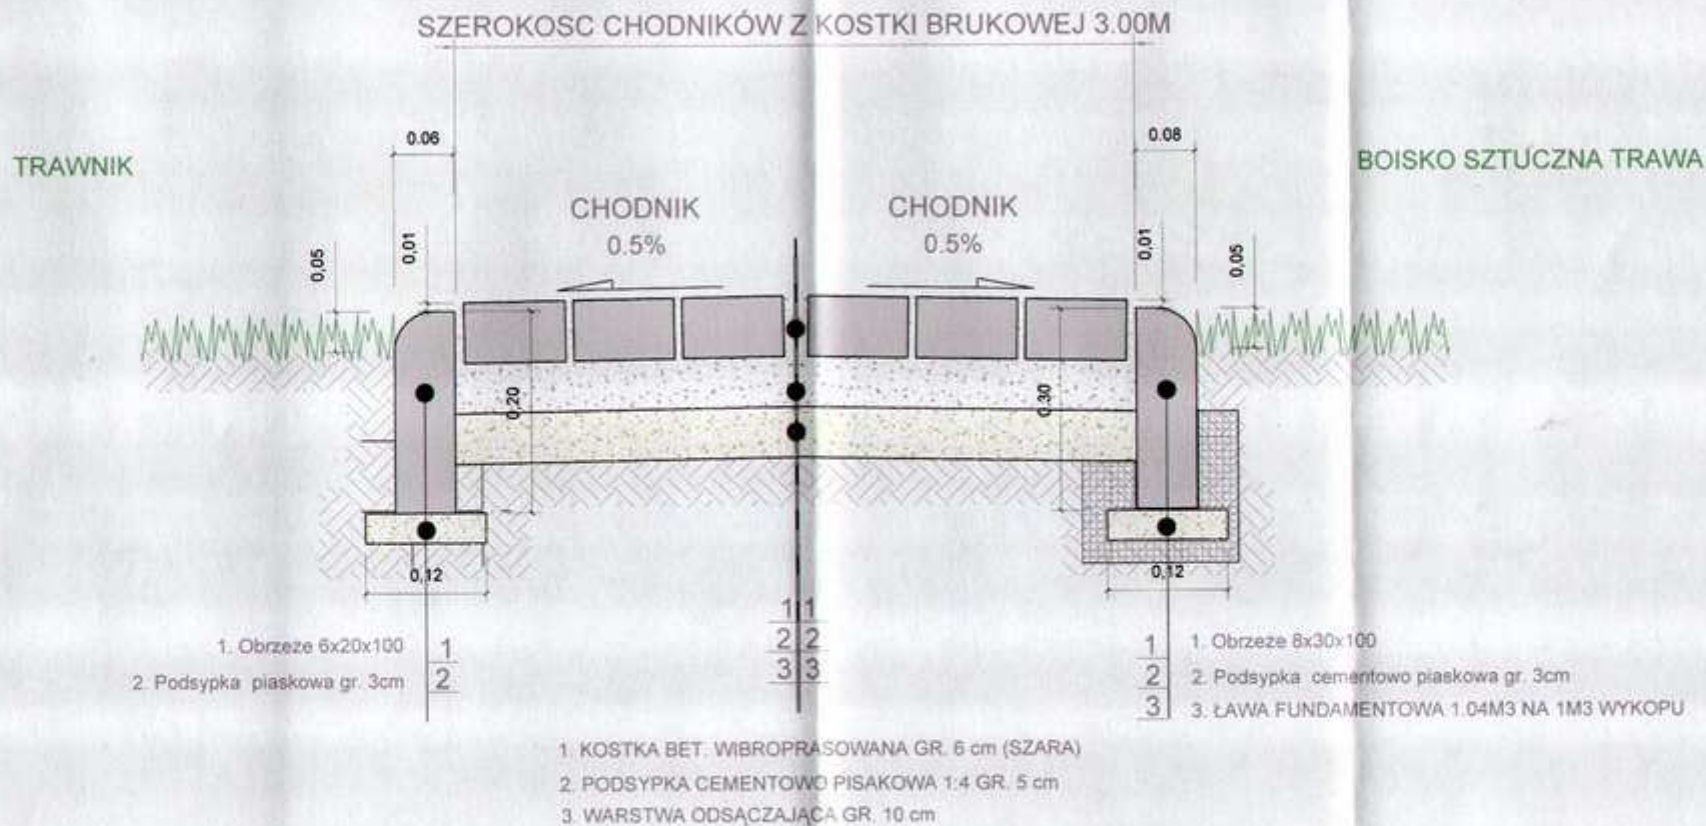 SZEROKOSC CHODNIKÓW Z KOSTKI BRUKOWEJ 3.00M
0.06
0.08
TRAWNIK
BOISKO SZTUCZNA TRAWA
CHODNIK
0.5%
CHODNIK
0.5%
0,05
0,01
0,01
0,05
0,20
0.30
0,12
0,12
1. Obrzeze 6x20x100
2. Podsypka piaskowa gr. 3cm
1
2
1 1
2 2
3 3
1
2
3
1. Obrzeze 8x30x100
2. Podsypka cementowo piaskowa gr. 3cm
3. ŁAWA FUNDAMENTOWA 1.04M3 NA 1M3 WYKOPU
1. KOSTKA BET. WIBROPRASOWANA GR. 6 cm (SZARA)
2. PODSYPKA CEMENTOWO PISAKOWA 1:4 GR. 5 cm
3. WARSTWA ODSĄCZAJĄCA GR. 10 cm